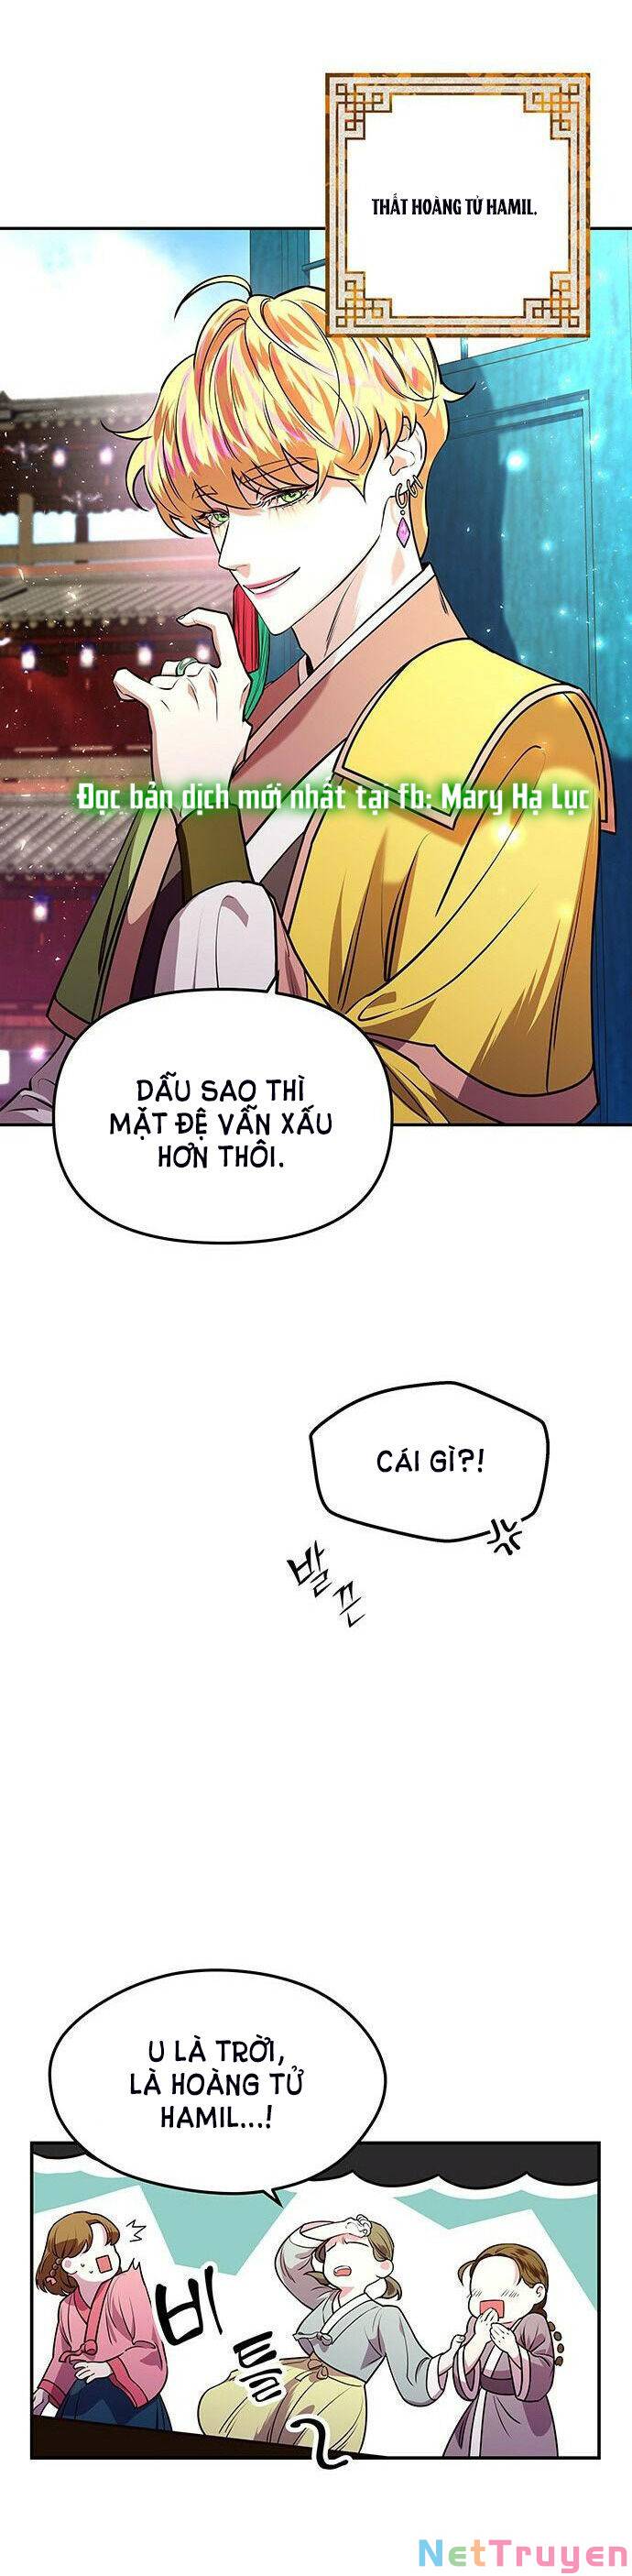 THẤT HOÀNG TỬ HAMIL.
Đọc bản dịch mới nhất tại fb: Mary Hạ Lục
DẪU SAO THÌ
MẶT ĐỆ VẪN XẤU
HƠN THÔI.
CÁI GÌ?!
발끈
U LÀ TRỜI,
LÀ HOÀNG TỬ
HAMIL...!
비틀~
NetTruyen